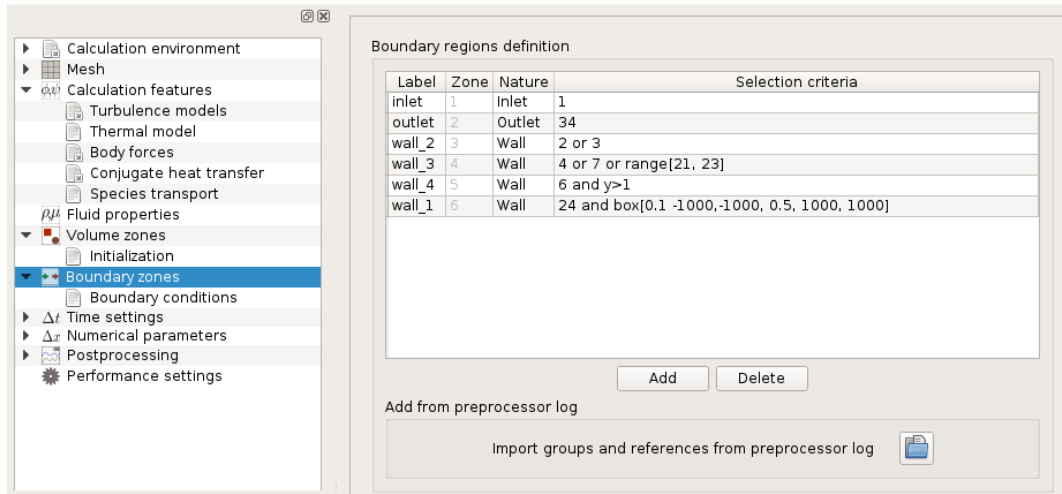 Calculation environment
Mesh
Calculation features
Turbulence models
Thermal model
Body forces
Conjugate heat transfer
Species transport
ρ,μ Fluid properties
Volume zones
Initialization
Boundary zones
Boundary conditions
Δt Time settings
Δx Numerical parameters
Postprocessing
Performance settings
Boundary regions definition
Label Zone Nature Selection criteria
inlet 1 Inlet 1
outlet 2 Outlet 34
wall_2 3 Wall 2 or 3
wall_3 4 Wall 4 or 7 or range[21, 23]
wall_4 5 Wall 6 and y>1
wall_1 6 Wall 24 and box[0.1 -1000,-1000, 0.5, 1000, 1000]
Add Delete
Add from preprocessor log
Import groups and references from preprocessor log